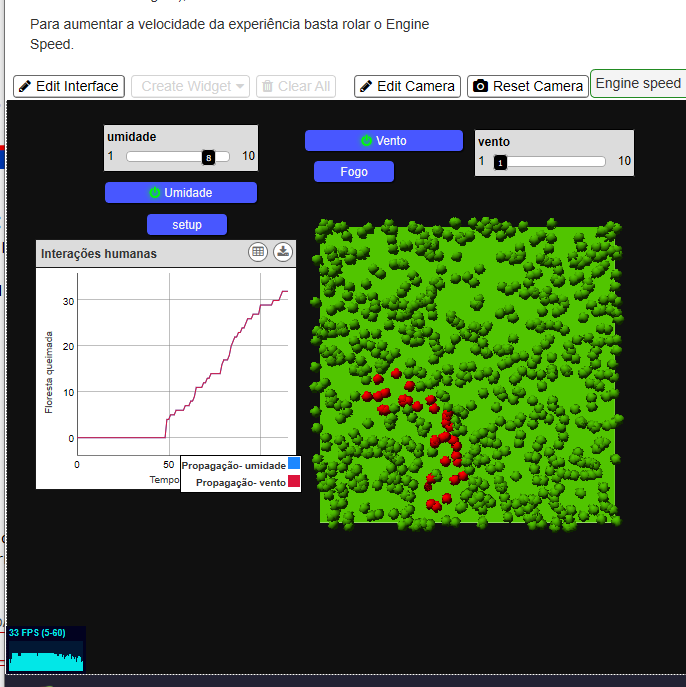 Para aumentar a velocidade da experiência basta rolar o Engine
Speed.
Edit Interface
Create Widget
Clear All
Edit Camera
Reset Camera
Engine speed
umidade
1
8
10
Umidade
setup
Vento
Fogo
vento
1
1
10
Interações humanas
Floresta queimada
30
20
10
0
0
50
Tempo
Propagação- umidade
Propagação- vento
33 FPS (5-60)